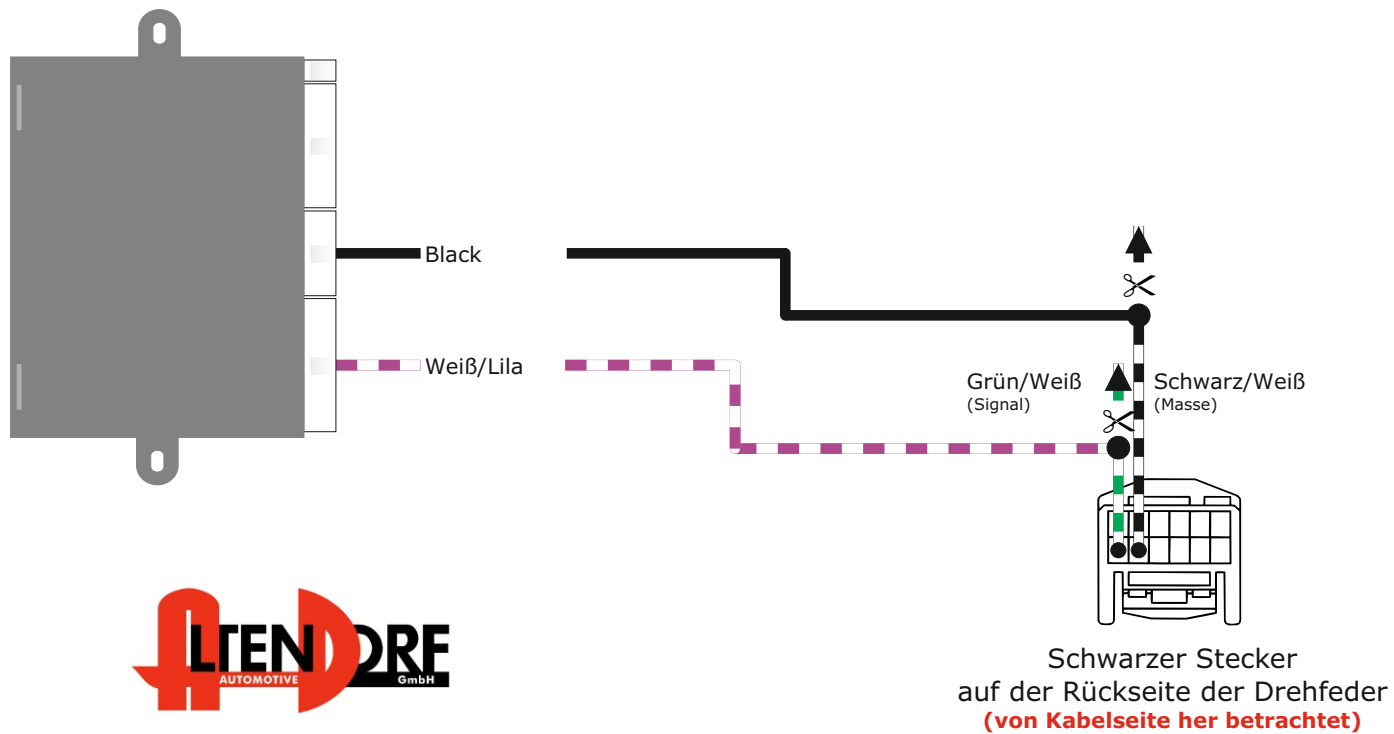 Black
Weiß/Lila
Grün/Weiß
(Signal)
Schwarz/Weiß
(Masse)
ALTENDORF
AUTOMOTIVE
GmbH
Schwarzer Stecker
auf der Rückseite der Drehfeder
(von Kabelseite her betrachtet)